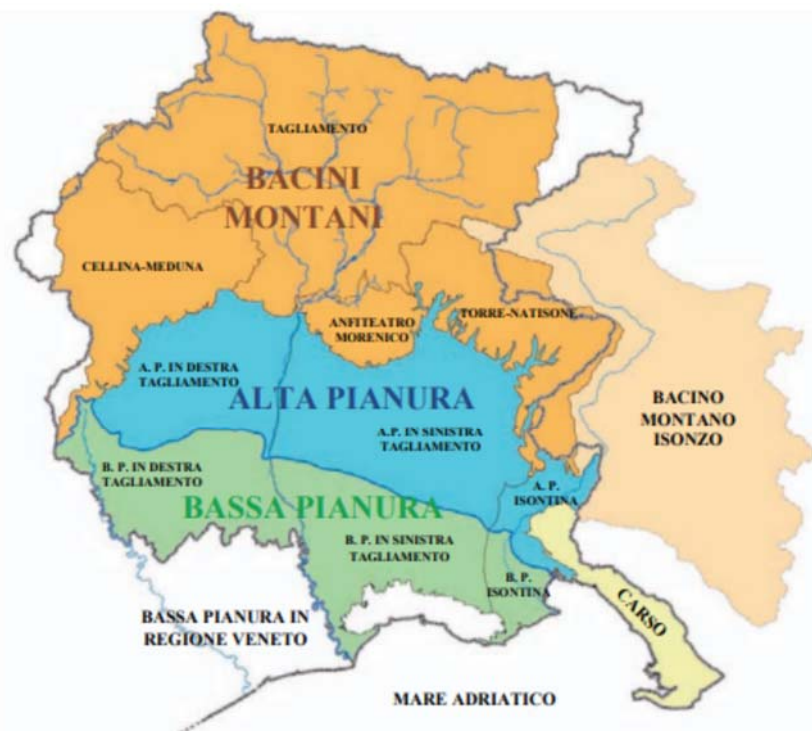 TAGLIAMENTO
BACINI
MONTANI
CELLINA-MEDUNA
ANFITEATRO
MORENICO
TORRE-NATISONE
A. P. IN DESTRA
TAGLIAMENTO
ALTA PIANURA
A.P. IN SINISTRA
TAGLIAMENTO
BACINO
MONTANO
ISONZO
B. P. IN DESTRA
TAGLIAMENTO
A. P.
ISONTINA
BASSA PIANURA
B. P. IN SINISTRA
TAGLIAMENTO
B. P.
ISONTINA
CARSO
BASSA PIANURA IN
REGIONE VENETO
MARE ADRIATICO